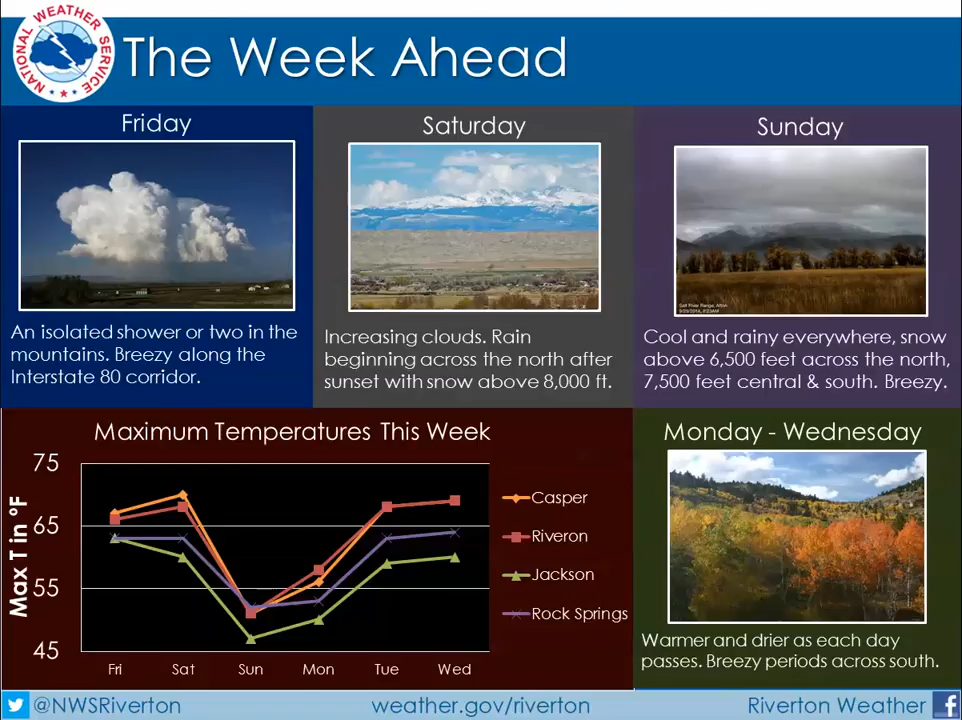 NATIONAL WEATHER SERVICE
The Week Ahead
Friday
An isolated shower or two in the
mountains. Breezy along the
Interstate 80 corridor.
Saturday
Increasing clouds. Rain
beginning across the north after
sunset with snow above 8,000 ft.
Sunday
Salt River Range, Afton
Cool and rainy everywhere, snow
above 6,500 feet across the north,
7,500 feet central & south. Breezy.
Maximum Temperatures This Week
Max T in °F
75
65
55
45
Fri Sat Sun Mon Tue Wed
Casper
Riveron
Jackson
Rock Springs
Monday - Wednesday
Warmer and drier as each day
passes. Breezy periods across south.
@NWSRiverton
weather.gov/riverton
Riverton Weather